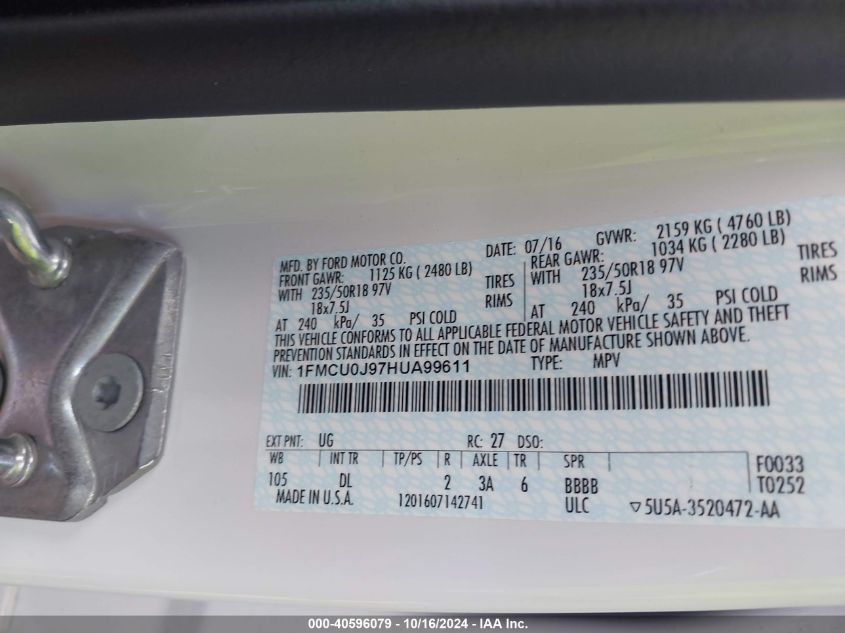 MFD. BY FORD MOTOR CO. DATE: 07/16 GVWR: 2159 KG ( 4760 LB)
FRONT GAWR: 1125 KG ( 2480 LB) REAR GAWR: 1034 KG ( 2280 LB)
WITH 235/50R18 97V TIRES WITH 235/50R18 97V TIRES
18x7.5J RIMS 18x7.5J RIMS
AT 240 kPa/ 35 PSI COLD AT 240 kPa/ 35 PSI COLD
THIS VEHICLE CONFORMS TO ALL APPLICABLE FEDERAL MOTOR VEHICLE SAFETY AND THEFT
PREVENTION STANDARDS IN EFFECT ON THE DATE OF MANUFACTURE SHOWN ABOVE.
VIN: 1FMCU0J97HUA99611 TYPE: MPV
EXT PNT: UG RC: 27 DSO:
WB INT TR TP/PS R AXLE TR SPR F0033
105 DL 2 3A 6 BBBB T0252
MADE IN U.S.A. 1201607142741 ULC ▽5U5A-3520472-AA
000-40596079 - 10/16/2024 - IAA Inc.